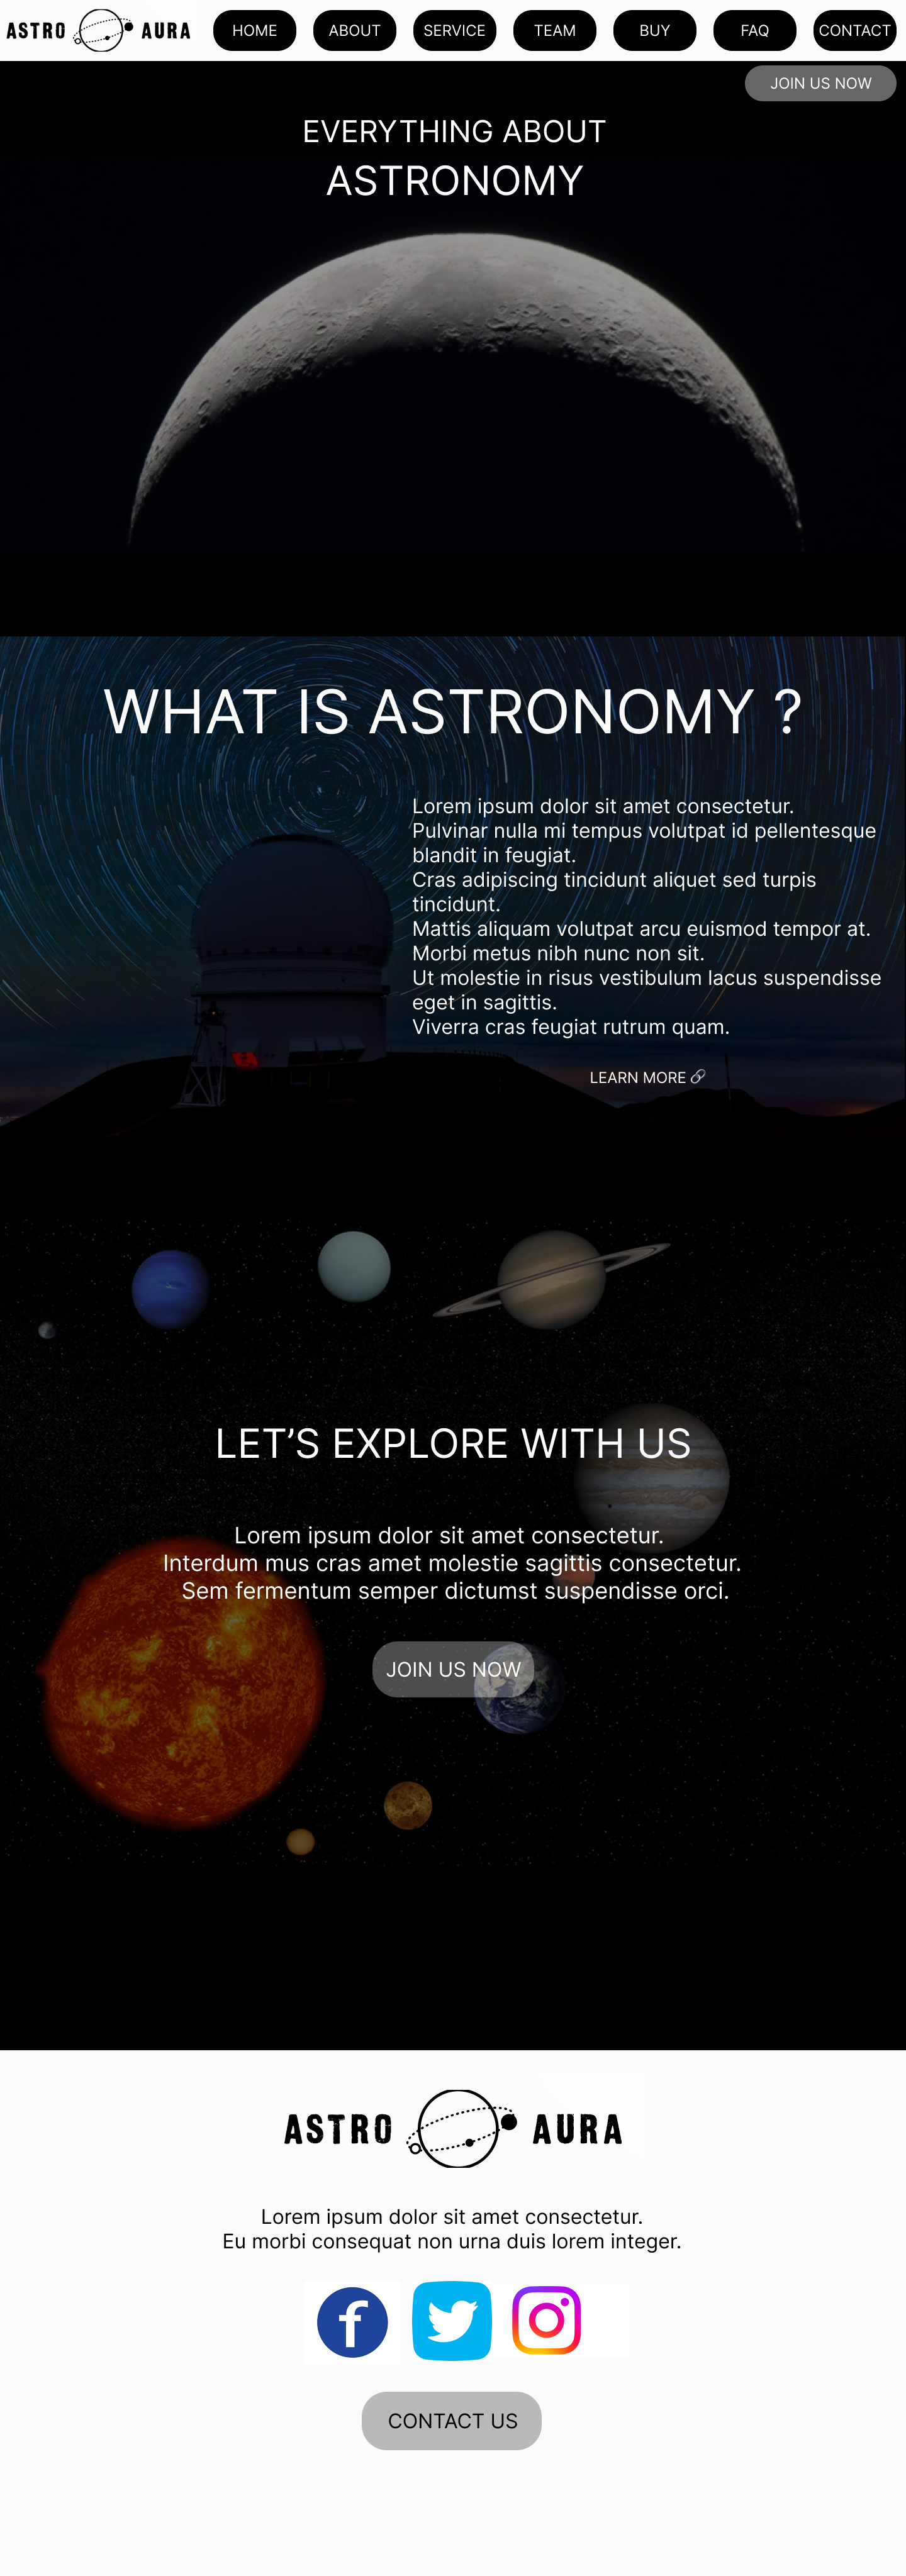 ASTRO AURA
HOME
ABOUT
SERVICE
TEAM
BUY
FAQ
CONTACT
JOIN US NOW
EVERYTHING ABOUT
ASTRONOMY
WHAT IS ASTRONOMY ?
Lorem ipsum dolor sit amet consectetur.
Pulvinar nulla mi tempus volutpat id pellentesque
blandit in feugiat.
Cras adipiscing tincidunt aliquet sed turpis
tincidunt.
Mattis aliquam volutpat arcu euismod tempor at.
Morbi metus nibh nunc non sit.
Ut molestie in risus vestibulum lacus suspendisse
eget in sagittis.
Viverra cras feugiat rutrum quam.
LEARN MORE
LET’S EXPLORE WITH US
Lorem ipsum dolor sit amet consectetur.
Interdum mus cras amet molestie sagittis consectetur.
Sem fermentum semper dictumst suspendisse orci.
JOIN US NOW
ASTRO AURA
Lorem ipsum dolor sit amet consectetur.
Eu morbi consequat non urna duis lorem integer.
CONTACT US